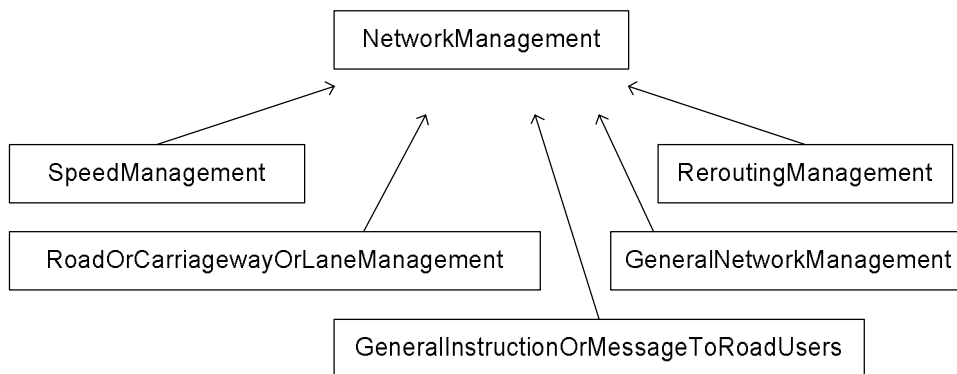 NetworkManagement
SpeedManagement
ReroutingManagement
RoadOrCarriagewayOrLaneManagement
GeneralNetworkManagement
GeneralInstructionOrMessageToRoadUsers